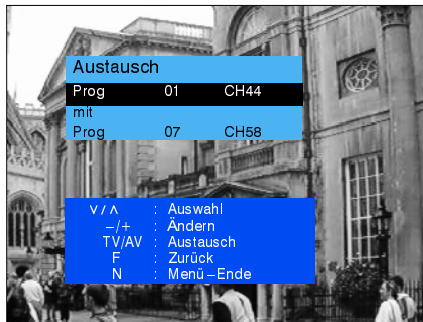 Austausch
Prog 01 CH44
mit
Prog 07 CH58
∨/∧ : Auswahl
–/+ : Ändern
TV/AV : Austausch
F : Zurück
N : Menü–Ende